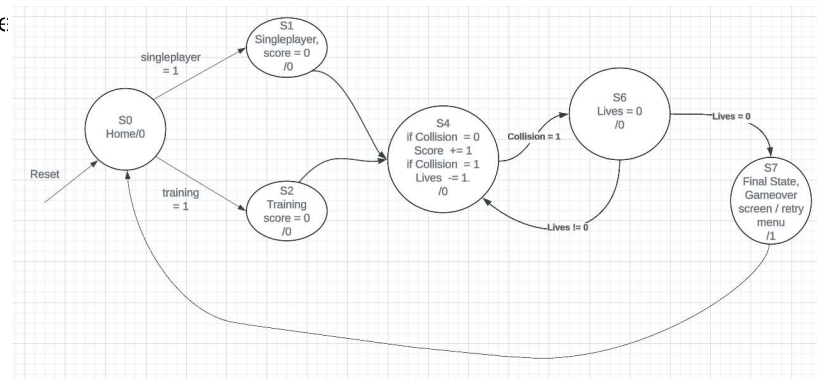 S1
Singleplayer,
score = 0
/0
singleplayer
= 1
S0
Home/0
Reset
training
= 1
S2
Training
score = 0
/0
S4
if Collision = 0
Score += 1
if Collision = 1
Lives -= 1.
/0
Collision = 1
S6
Lives = 0
/0
Lives = 0
Lives != 0
S7
Final State,
Gameover
screen / retry
menu
/1